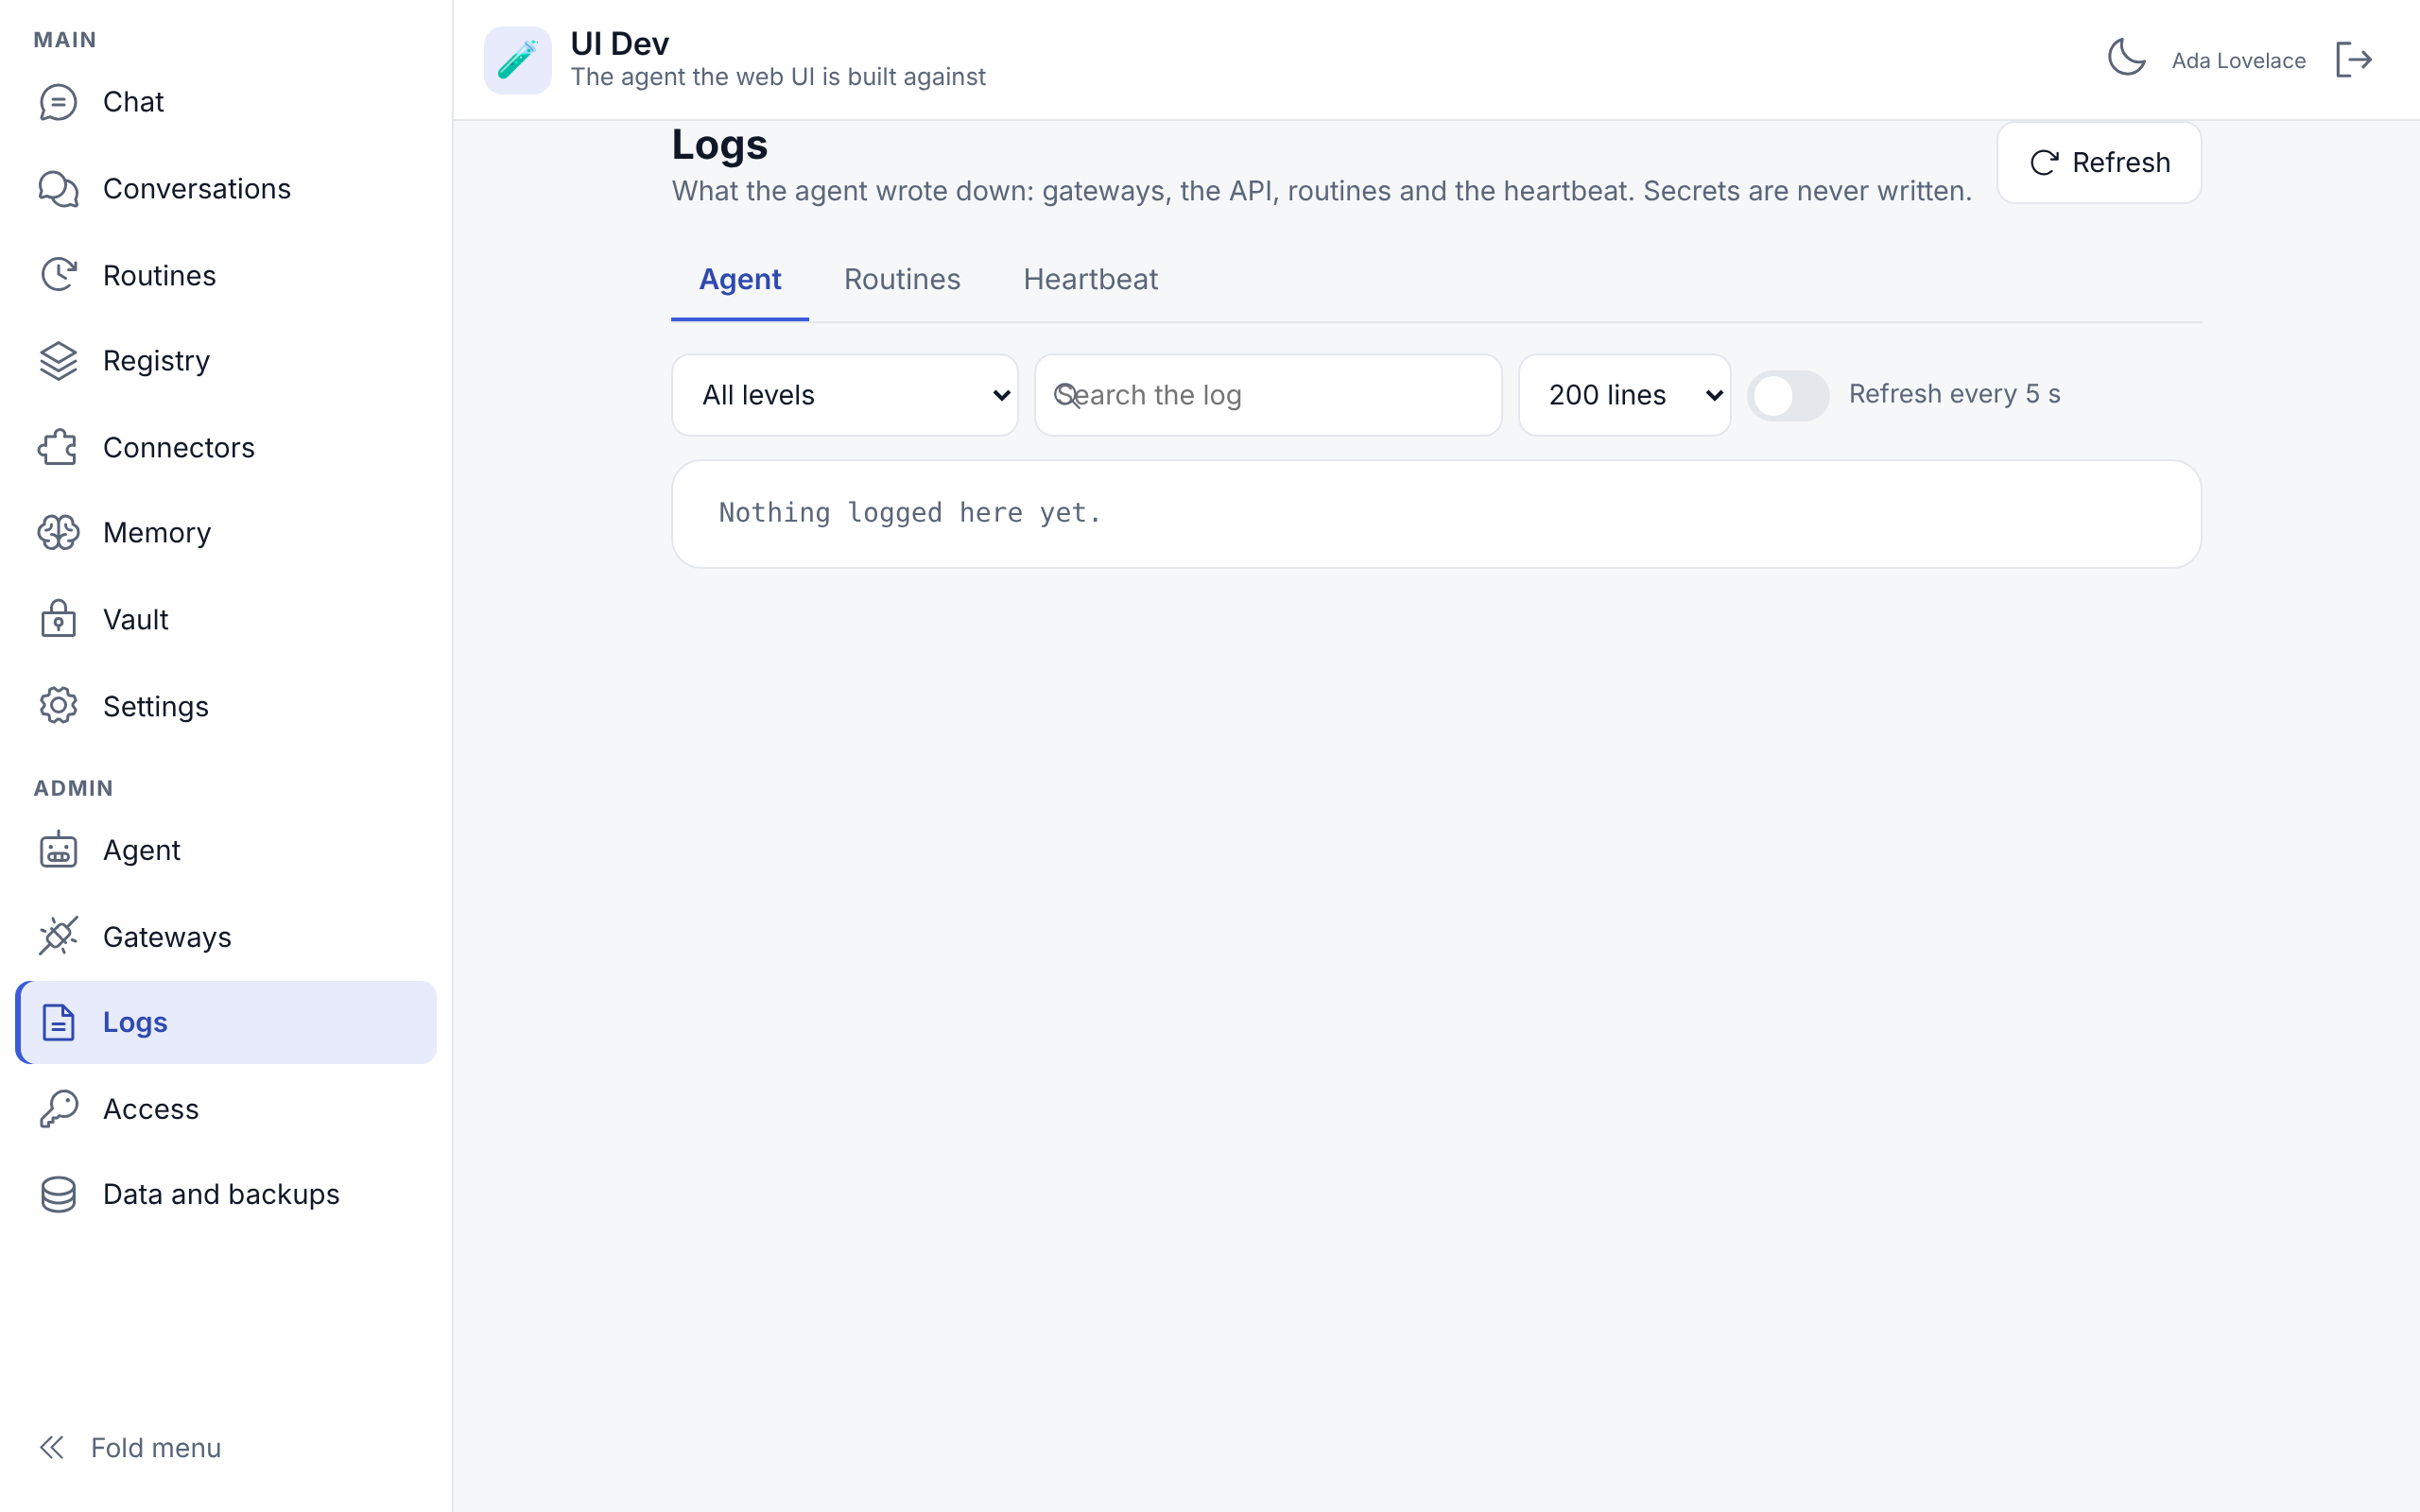 MAIN
Chat
Conversations
Routines
Registry
Connectors
Memory
Vault
Settings
ADMIN
Agent
Gateways
Logs
Access
Data and backups
Fold menu
UI Dev
The agent the web UI is built against
Ada Lovelace
Logs
What the agent wrote down: gateways, the API, routines and the heartbeat. Secrets are never written.
Refresh
Agent Routines Heartbeat
All levels Search the log 200 lines Refresh every 5 s
Nothing logged here yet.